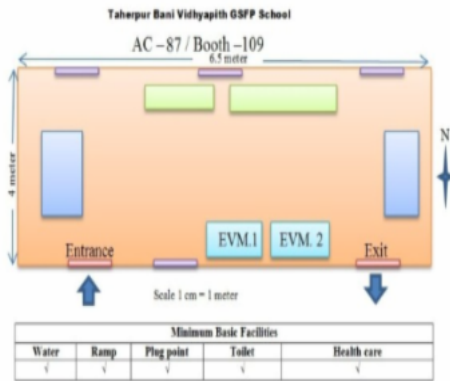 Taherpur Bani Vidhyapith GSFP School
AC – 87 / Booth –109
6.5 meter
4 meter
N
EVM.1 EVM. 2
Entrance Exit
Scale 1 cm = 1 meter
Minimum Basic Facilities
Water Ramp Plug point Toilet Health care
√ √ √ √ √